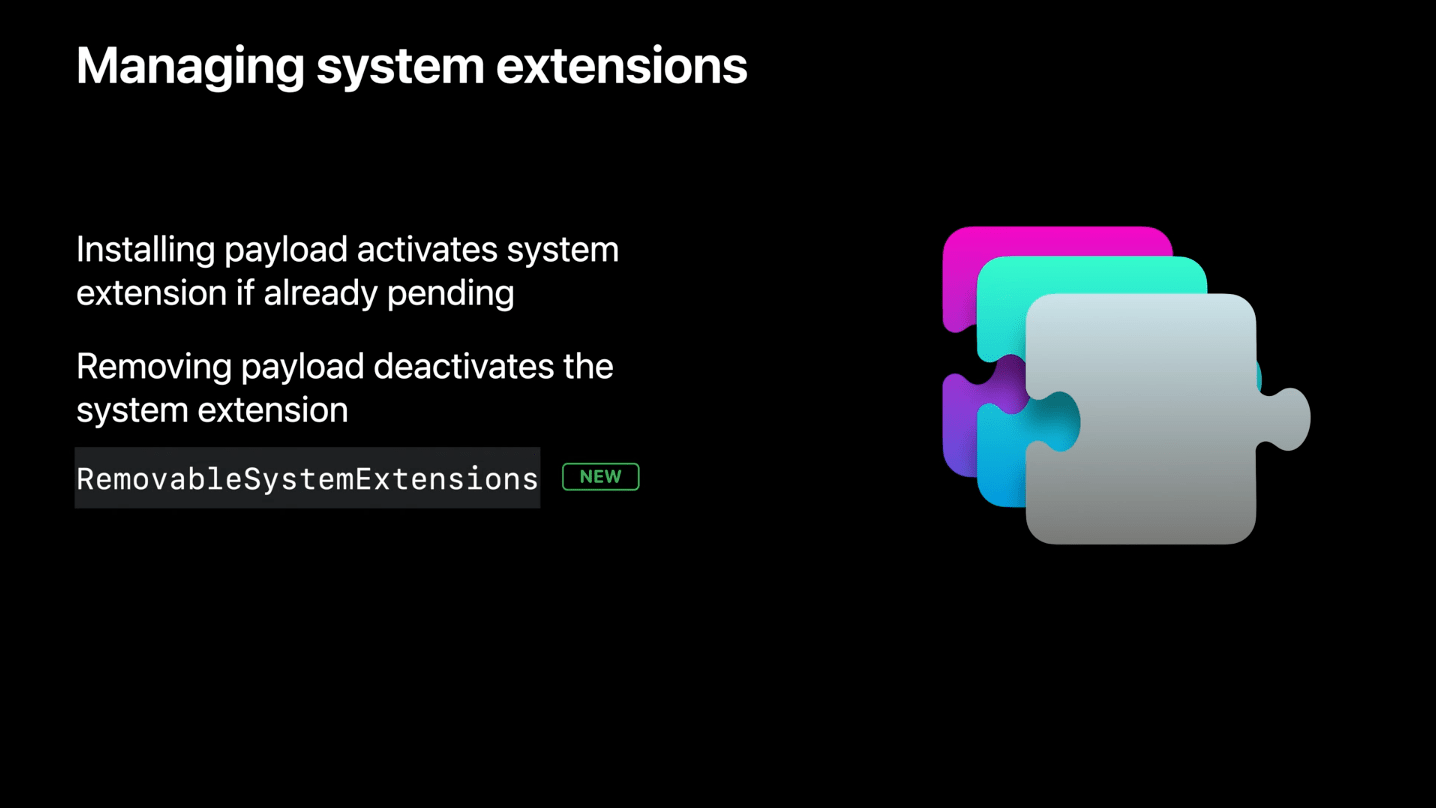 Managing system extensions
Installing payload activates system
extension if already pending
Removing payload deactivates the
system extension
RemovableSystemExtensions NEW